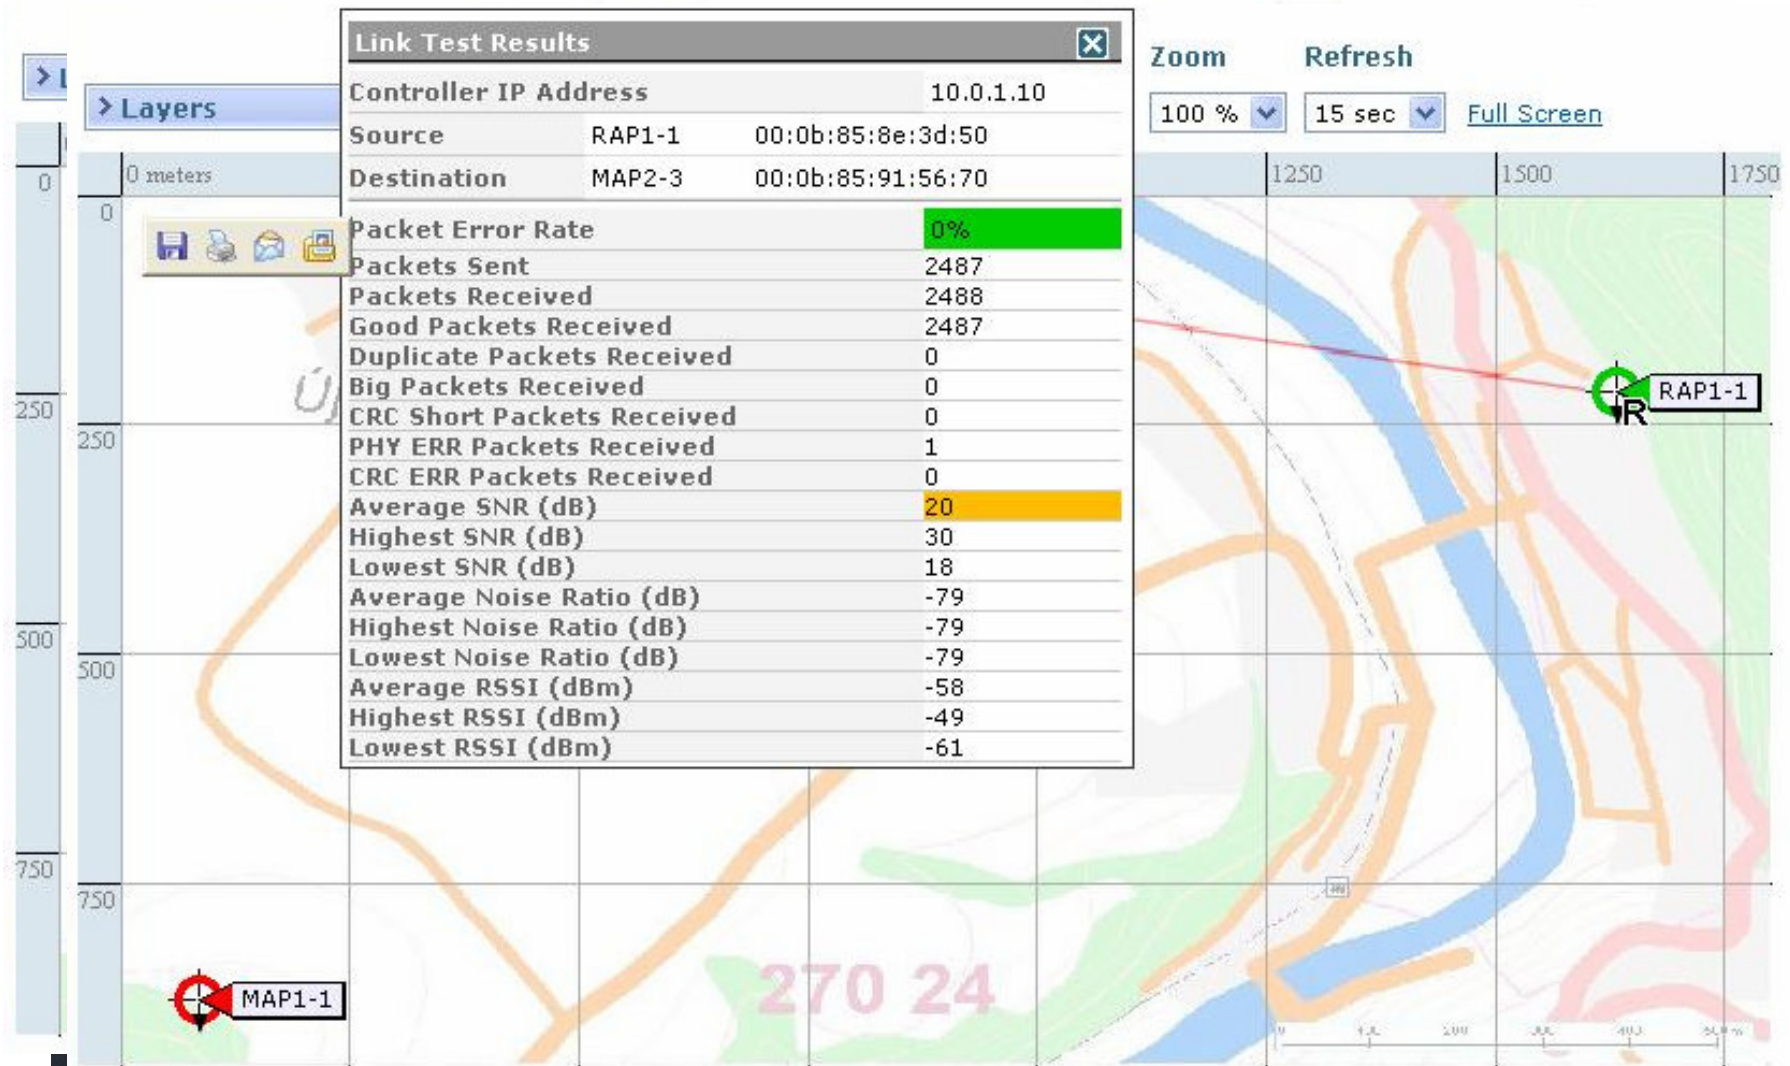 Link Test Results
Controller IP Address 10.0.1.10
Source RAP1-1 00:0b:85:8e:3d:50
Destination MAP2-3 00:0b:85:91:56:70
Packet Error Rate 0%
Packets Sent 2487
Packets Received 2488
Good Packets Received 2487
Duplicate Packets Received 0
Big Packets Received 0
CRC Short Packets Received 0
PHY ERR Packets Received 1
CRC ERR Packets Received 0
Average SNR (dB) 20
Highest SNR (dB) 30
Lowest SNR (dB) 18
Average Noise Ratio (dB) -79
Highest Noise Ratio (dB) -79
Lowest Noise Ratio (dB) -79
Average RSSI (dBm) -58
Highest RSSI (dBm) -49
Lowest RSSI (dBm) -61
Zoom Refresh
100 % 15 sec Full Screen
Layers
0 meters 1250 1500 1750
0 0
250 250
500 500
750 750
RAP1-1
R
MAP1-1
270 24